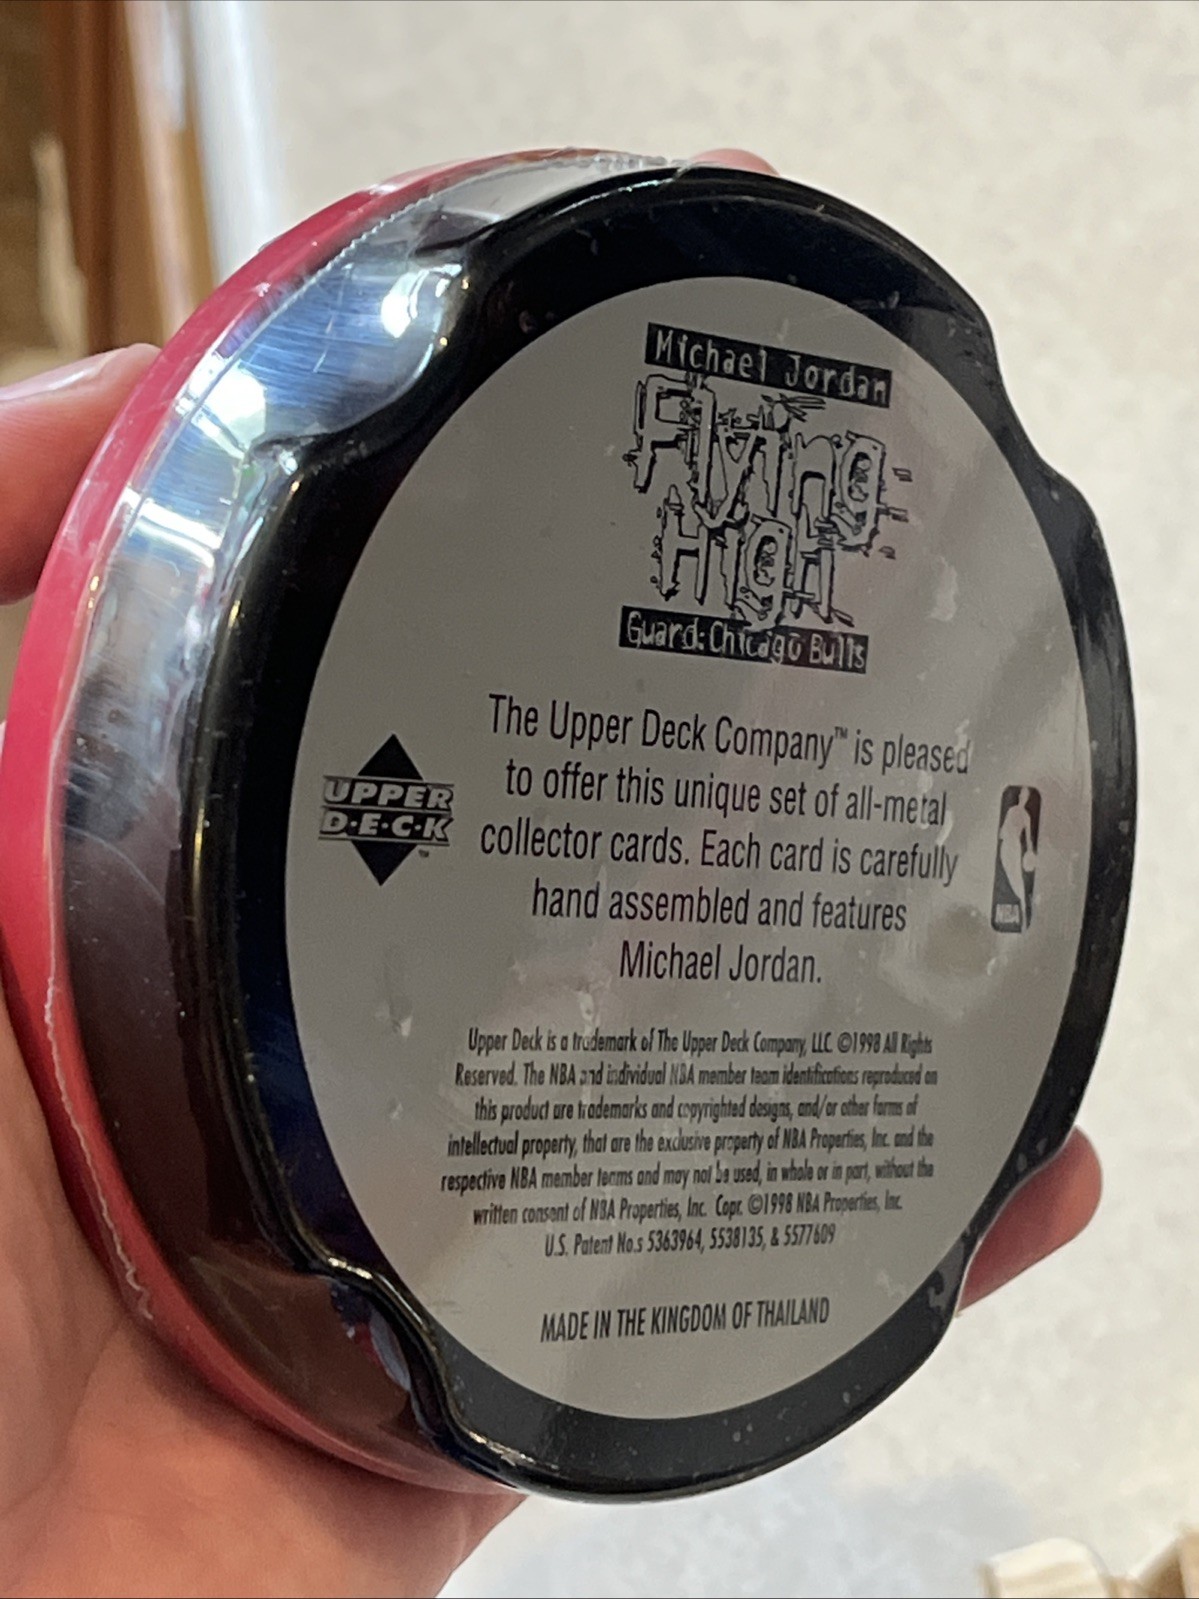 Michael Jordan
Flying
High
Guard: Chicago Bulls
The Upper Deck Company™ is pleased
to offer this unique set of all-metal
collector cards. Each card is carefully
hand assembled and features
Michael Jordan.
UPPER
D·E·C·K™
NBA
Upper Deck is a trademark of The Upper Deck Company, LLC. ©1998 All Rights
Reserved. The NBA and individual NBA member team identifications reproduced on
this product are trademarks and copyrighted designs, and/or other forms of
intellectual property, that are the exclusive property of NBA Properties, Inc. and the
respective NBA member teams and may not be used, in whole or in part, without the
written consent of NBA Properties, Inc. Copr. ©1998 NBA Properties, Inc.
U.S. Patent No.s 5363964, 5538135, & 5577609
MADE IN THE KINGDOM OF THAILAND